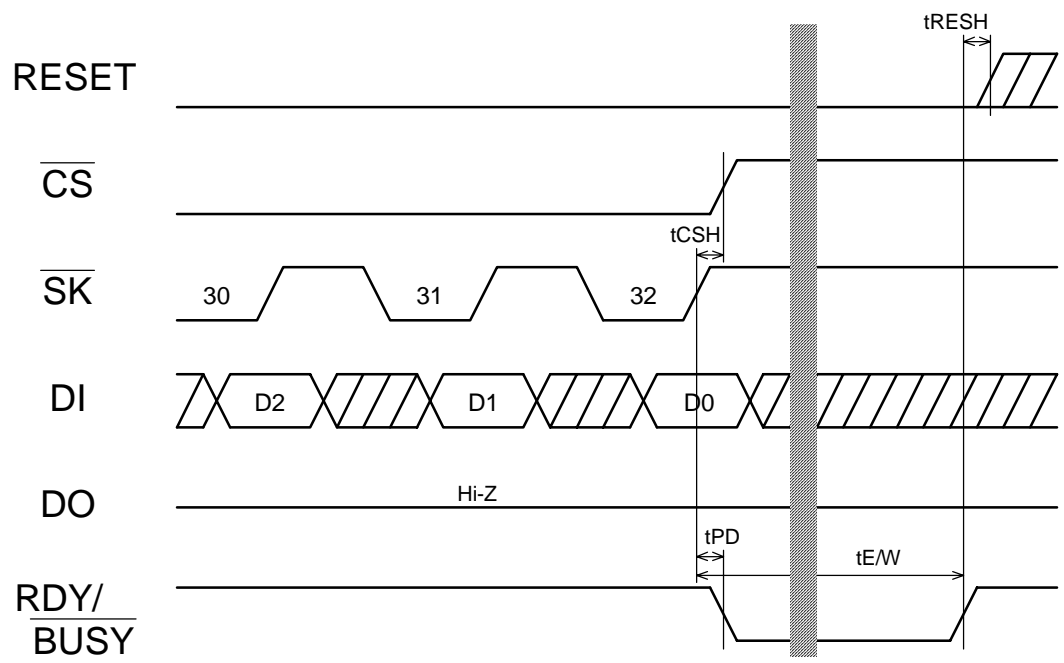 tRESH
RESET
CS
tCSH
SK
30
31
32
DI
D2
D1
D0
DO
Hi-Z
tPD
tE/W
RDY/
BUSY